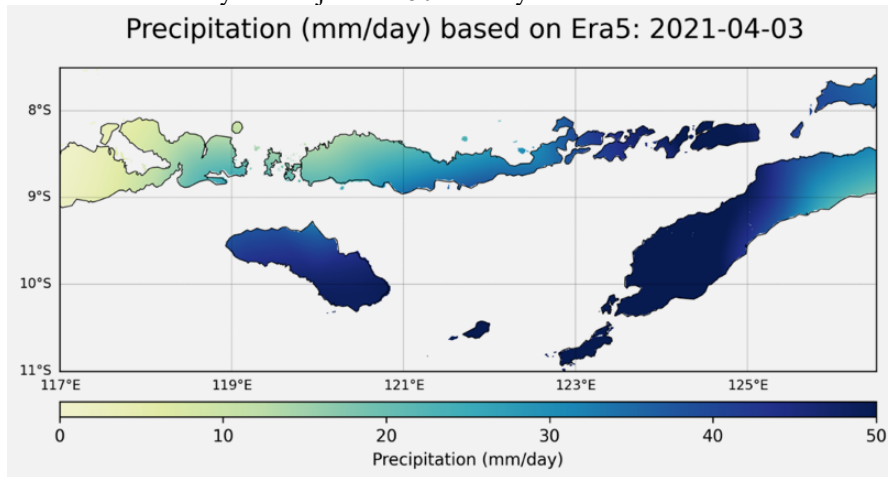 Precipitation (mm/day) based on Era5: 2021-04-03
8°S
9°S
10°S
11°S
117°E 119°E 121°E 123°E 125°E
0 10 20 30 40 50
Precipitation (mm/day)